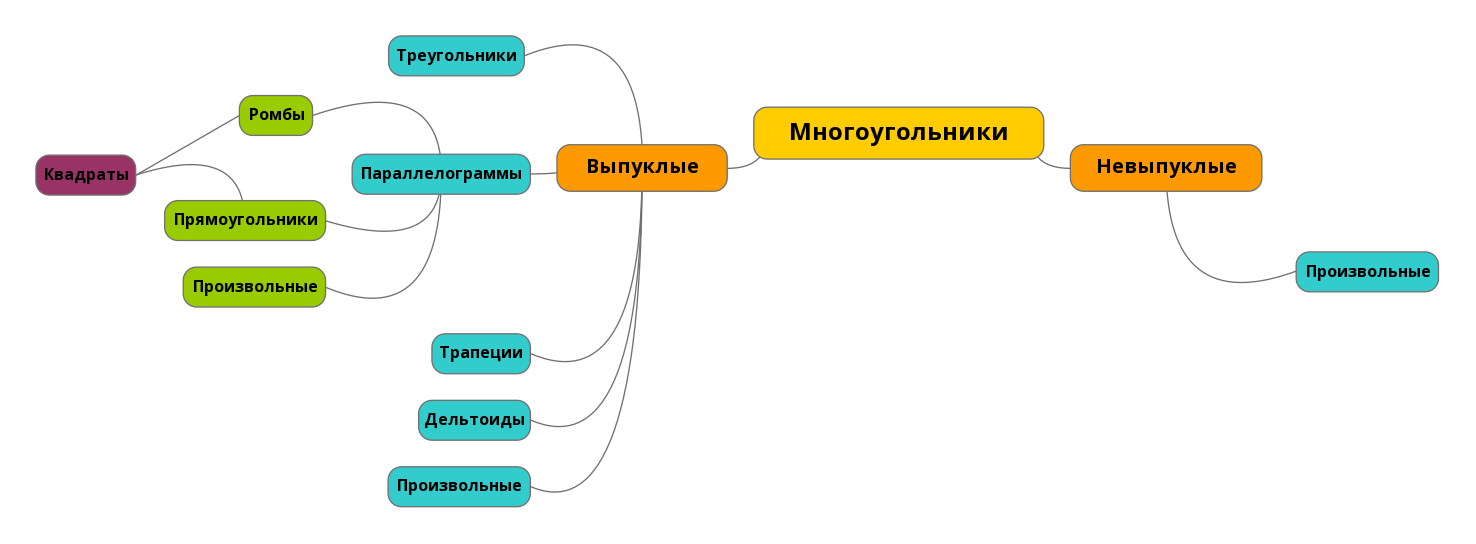 Многоугольники
Выпуклые
Невыпуклые
Треугольники
Ромбы
Квадраты
Параллелограммы
Прямоугольники
Произвольные
Произвольные
Трапеции
Дельтоиды
Произвольные